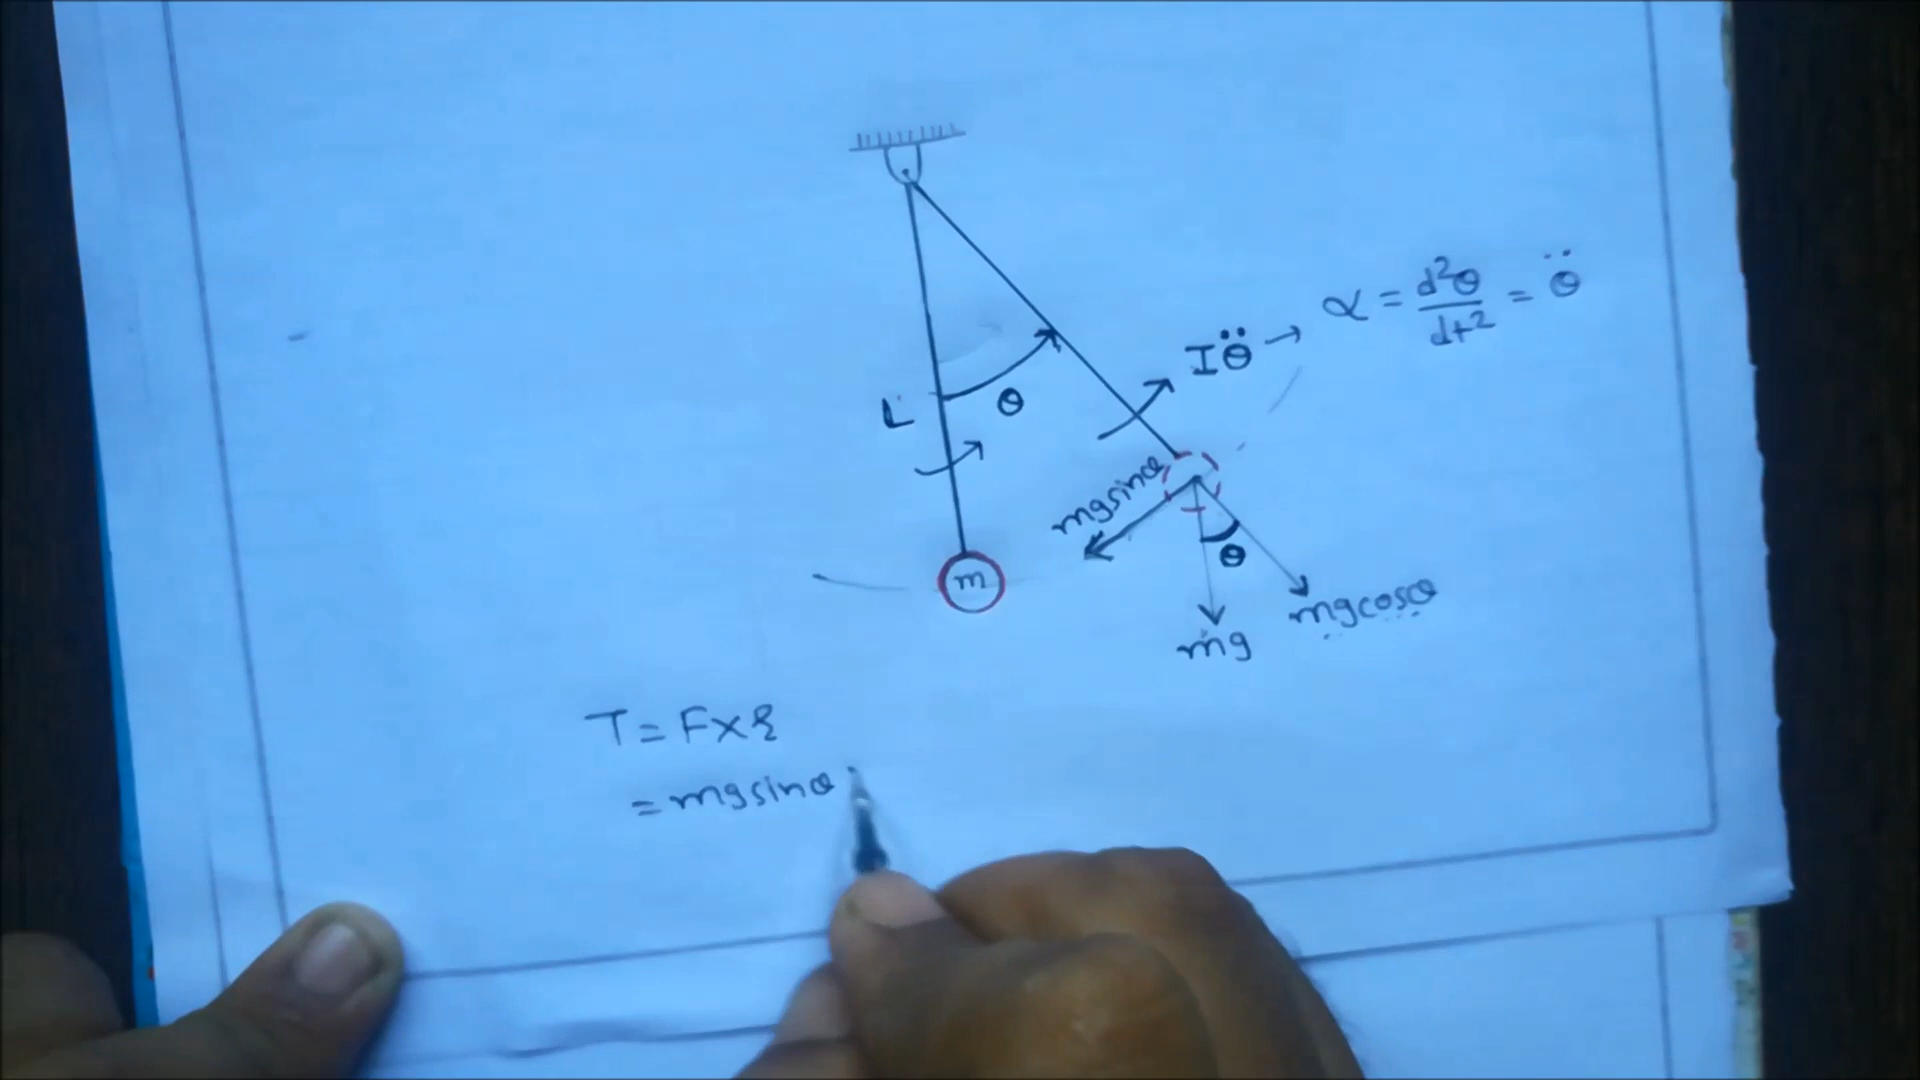 α = d²θ/dt² = θ̈
Iθ̈ →
L
θ
mgsinθ
θ
m
mgcosθ
mg
T = F×r
= mgsinθ